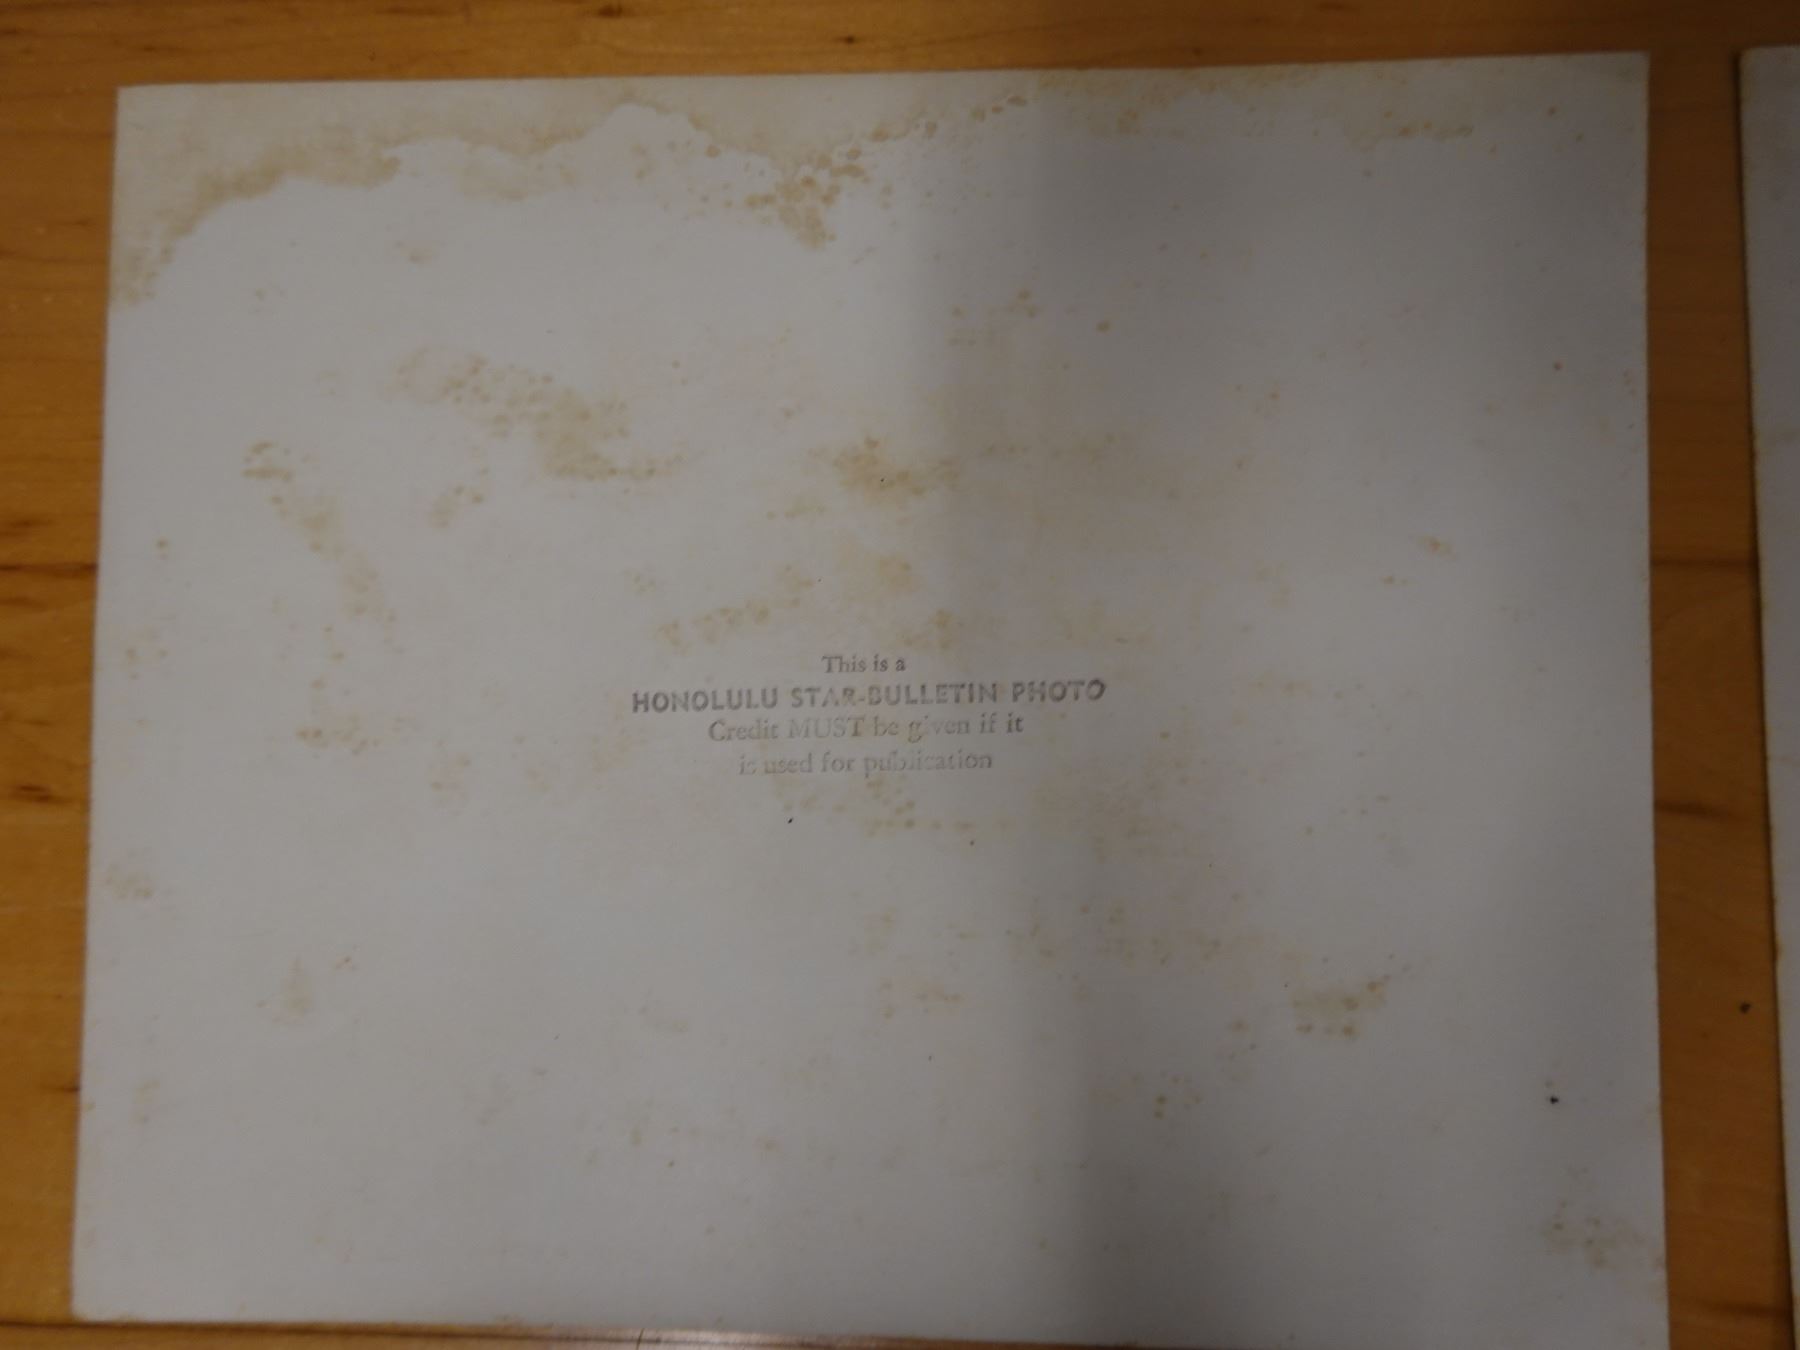 This is a
HONOLULU STAR-BULLETIN PHOTO
Credit MUST be given if it
is used for publication